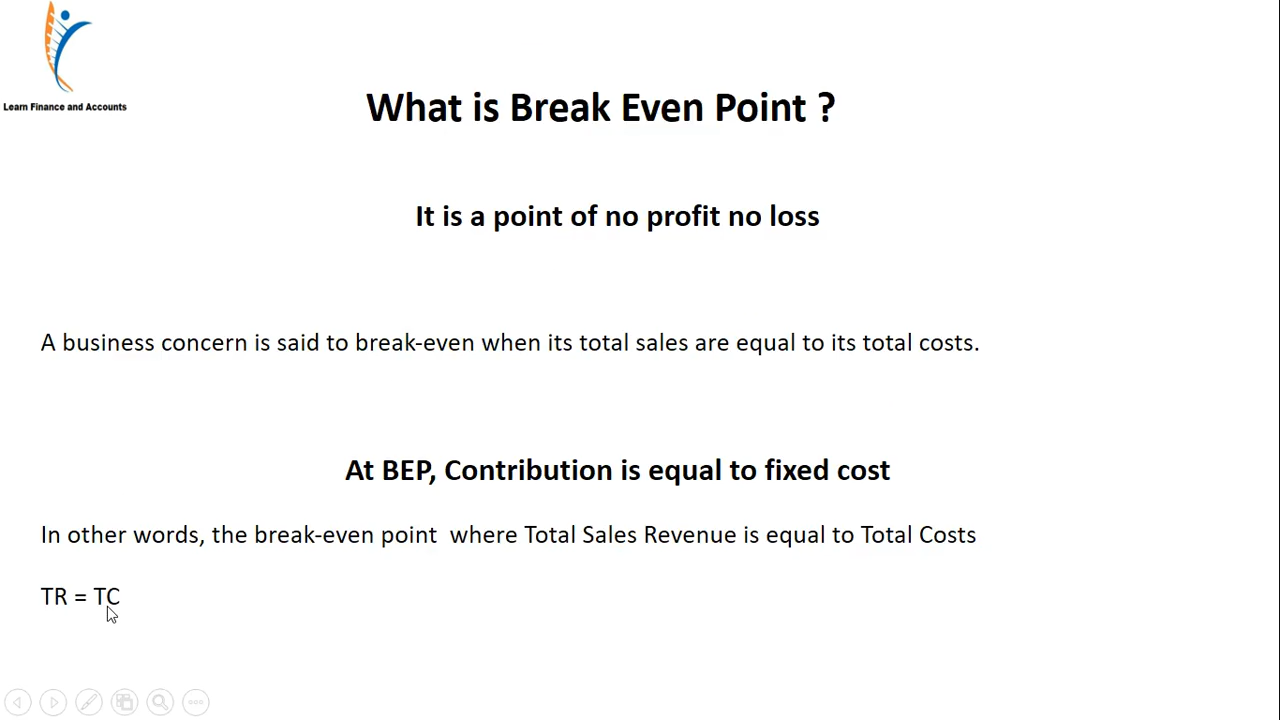 Learn Finance and Accounts
What is Break Even Point ?
It is a point of no profit no loss
A business concern is said to break-even when its total sales are equal to its total costs.
At BEP, Contribution is equal to fixed cost
In other words, the break-even point  where Total Sales Revenue is equal to Total Costs
TR = TC